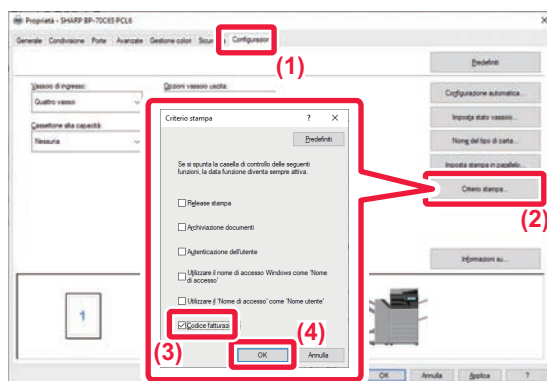 Proprietà - SHARP BP-70C65 PCL6
Generale Condivisione Porte Avanzate Gestione colori Configurazion
(1)
Predefiniti
Vassoio di ingresso:
Opzioni vassoio uscita:
Quattro vassoi
Configurazione automatica...
Cassettone alta capacità:
Imposta stato vassoio...
Nessuna
Nome del tipo di carta...
Imposta stampa in parallelo...
Criterio stampa...
(2)
Informazioni su...
Criterio stampa ? X
Predefiniti
Se si spunta la casella di controllo delle seguenti
funzioni, la data funzione diventa sempre attiva.
Release stampa
Archiviazione documenti
Autenticazione dell'utente
Utilizzare il nome di accesso Windows come 'Nome
di accesso'
Utilizzare il 'Nome di accesso' come 'Nome utente'
Codice fatturazi
(3)
(4)
OK Annulla
1
OK Annulla Applica ?